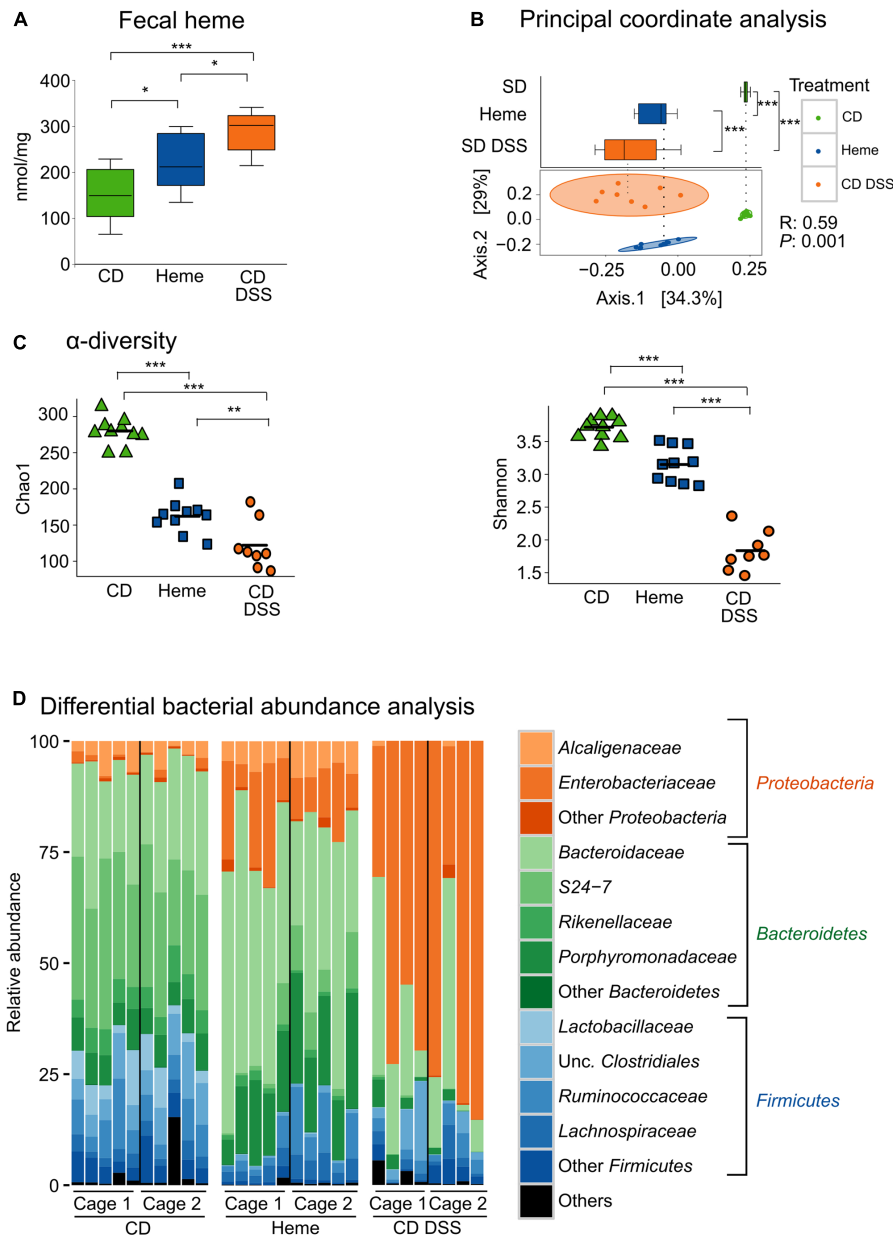 A
Fecal heme
***
*
*
400
300
200
100
0
nmol/mg
CD
Heme
CD
DSS
B
Principal coordinate analysis
SD
Heme
SD DSS
***
***
***
Treatment
CD
Heme
CD DSS
[29%]
Axis.2
0.2
0.0
−0.2
−0.25
0.00
0.25
Axis.1 [34.3%]
R: 0.59
P: 0.001
C
α-diversity
***
***
**
300
250
200
150
100
Chao1
CD
Heme
CD
DSS
***
***
***
3.5
3.0
2.5
2.0
1.5
Shannon
CD
Heme
CD
DSS
D
Differential bacterial abundance analysis
100
75
50
25
0
Relative abundance
Cage 1 Cage 2
CD
Cage 1 Cage 2
Heme
Cage 1 Cage 2
CD DSS
Alcaligenaceae
Enterobacteriaceae
Other Proteobacteria
Proteobacteria
Bacteroidaceae
S24−7
Rikenellaceae
Porphyromonadaceae
Other Bacteroidetes
Bacteroidetes
Lactobacillaceae
Unc. Clostridiales
Ruminococcaceae
Lachnospiraceae
Other Firmicutes
Firmicutes
Others